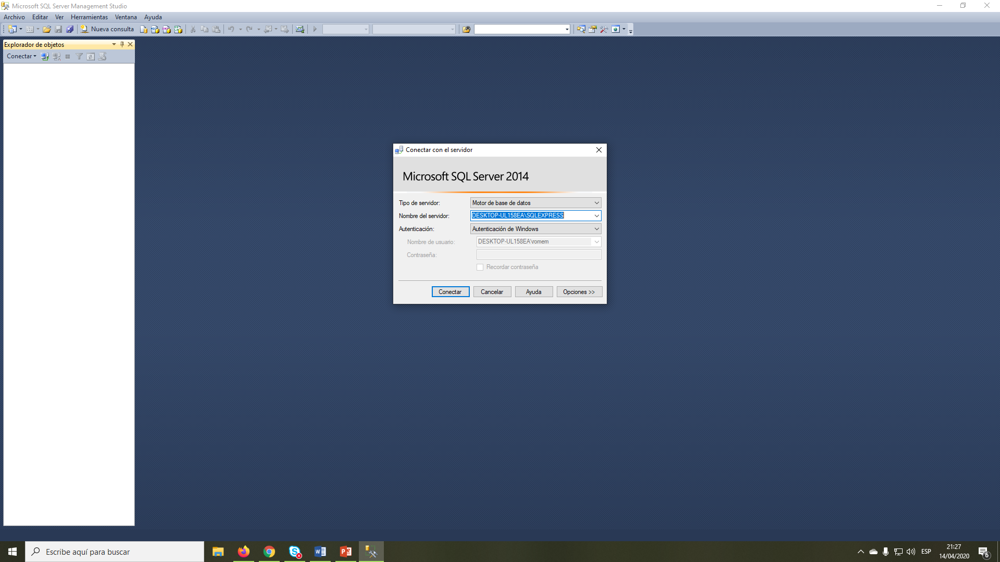 Microsoft SQL Server Management Studio
Archivo Editar Ver Herramientas Ventana Ayuda
Nueva consulta
Explorador de objetos
Conectar
Conectar con el servidor
Microsoft SQL Server 2014
Tipo de servidor: Motor de base de datos
Nombre del servidor: DESKTOP-UL158EA\SQLEXPRESS
Autenticación: Autenticación de Windows
Nombre de usuario: DESKTOP-UL158EA\romem
Contraseña:
Recordar contraseña
Conectar Cancelar Ayuda Opciones >>
Escribe aquí para buscar
ESP
21:27
14/04/2020
6